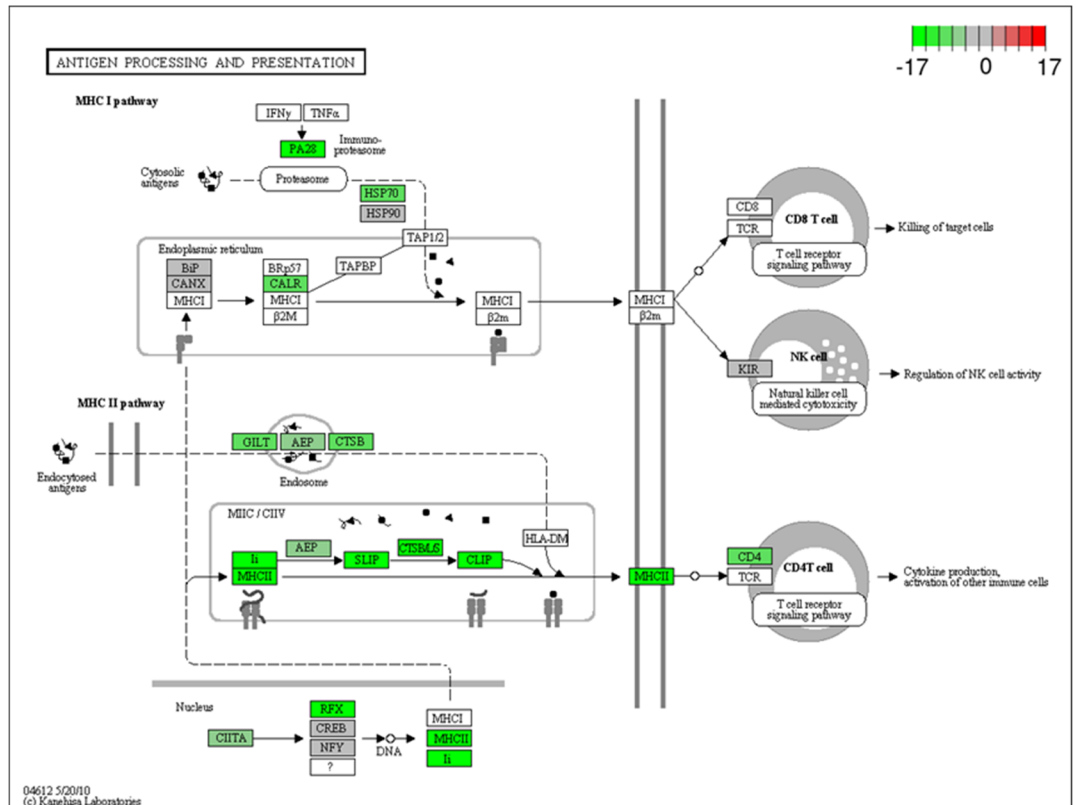 -17 0 17
ANTIGEN PROCESSING AND PRESENTATION
MHC I pathway
IFNγ TNFα
PA28
Immuno-
proteasome
Cytosolic
antigens
Proteasome
HSP70
HSP90
TAP1/2
Endoplasmic reticulum
TAPBP
BiP
CANX
MHCI
BRp57
CALR
MHCI
β2M
MHCI
β2m
MHCI
β2m
CD8
TCR
CD8 T cell
T cell receptor
signaling pathway
Killing of target cells
KIR
NK cell
Natural killer cell
mediated cytotoxicity
Regulation of NK cell activity
MHC II pathway
Endocytosed
antigens
GILT AEP CTSB
Endosome
MIIC / CIIV
Ii
MHCII
AEP
SLIP
CTSB/L/S
CLIP
HLA-DM
MHCII
CD4
TCR
CD4T cell
T cell receptor
signaling pathway
Cytokine production,
activation of other immune cells
Nucleus
CIITA
RFX
CREB
NFY
?
DNA
MHCI
MHCII
Ii
04612 5/20/10
(c) Kanehisa Laboratories